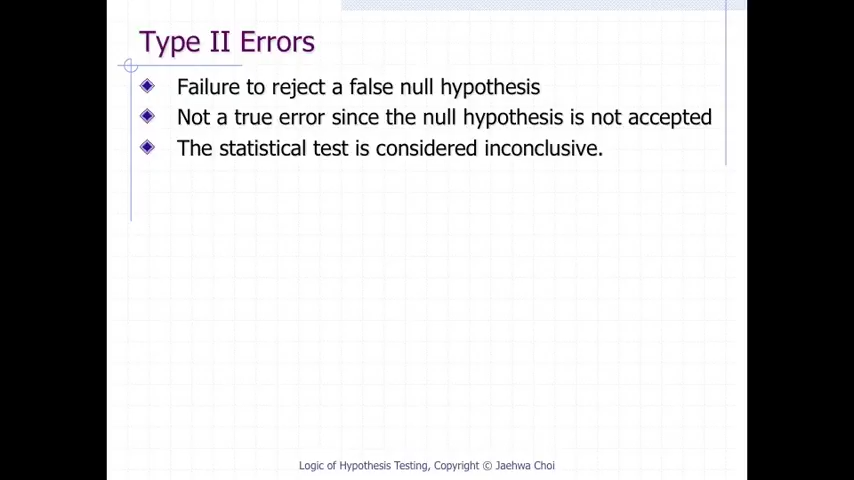 Type II Errors
Failure to reject a false null hypothesis
Not a true error since the null hypothesis is not accepted
The statistical test is considered inconclusive.
Logic of Hypothesis Testing, Copyright © Jaehwa Choi